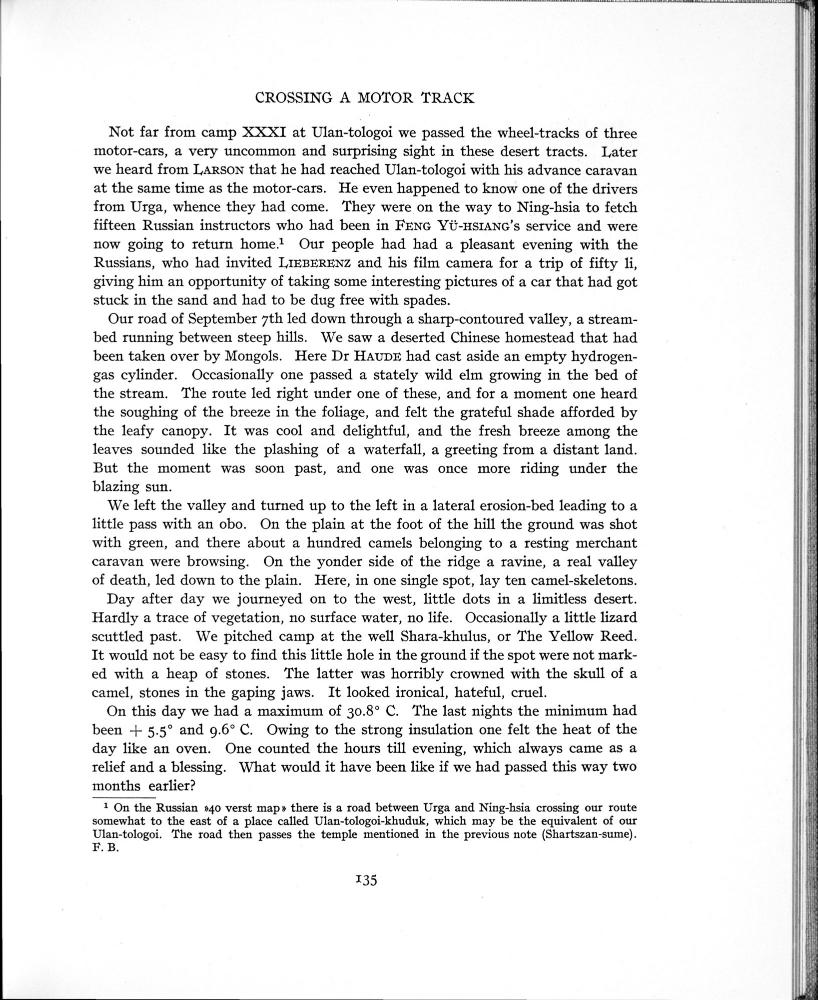 CROSSING A MOTOR TRACK
Not far from camp XXXI at Ulan-tologoi we passed the wheel-tracks of three
motor-cars, a very uncommon and surprising sight in these desert tracts. Later
we heard from LARSON that he had reached Ulan-tologoi with his advance caravan
at the same time as the motor-cars. He even happened to know one of the drivers
from Urga, whence they had come. They were on the way to Ning-hsia to fetch
fifteen Russian instructors who had been in FENG YÜ-HSIANG's service and were
now going to return home.¹ Our people had had a pleasant evening with the
Russians, who had invited LIEBERENZ and his film camera for a trip of fifty li,
giving him an opportunity of taking some interesting pictures of a car that had got
stuck in the sand and had to be dug free with spades.
Our road of September 7th led down through a sharp-contoured valley, a stream-
bed running between steep hills. We saw a deserted Chinese homestead that had
been taken over by Mongols. Here Dr HAUDE had cast aside an empty hydrogen-
gas cylinder. Occasionally one passed a stately wild elm growing in the bed of
the stream. The route led right under one of these, and for a moment one heard
the soughing of the breeze in the foliage, and felt the grateful shade afforded by
the leafy canopy. It was cool and delightful, and the fresh breeze among the
leaves sounded like the plashing of a waterfall, a greeting from a distant land.
But the moment was soon past, and one was once more riding under the
blazing sun.
We left the valley and turned up to the left in a lateral erosion-bed leading to a
little pass with an obo. On the plain at the foot of the hill the ground was shot
with green, and there about a hundred camels belonging to a resting merchant
caravan were browsing. On the yonder side of the ridge a ravine, a real valley
of death, led down to the plain. Here, in one single spot, lay ten camel-skeletons.
Day after day we journeyed on to the west, little dots in a limitless desert.
Hardly a trace of vegetation, no surface water, no life. Occasionally a little lizard
scuttled past. We pitched camp at the well Shara-khulus, or The Yellow Reed.
It would not be easy to find this little hole in the ground if the spot were not mark-
ed with a heap of stones. The latter was horribly crowned with the skull of a
camel, stones in the gaping jaws. It looked ironical, hateful, cruel.
On this day we had a maximum of 30.8° C. The last nights the minimum had
been + 5.5° and 9.6° C. Owing to the strong insulation one felt the heat of the
day like an oven. One counted the hours till evening, which always came as a
relief and a blessing. What would it have been like if we had passed this way two
months earlier?
¹ On the Russian »40 verst map» there is a road between Urga and Ning-hsia crossing our route
somewhat to the east of a place called Ulan-tologoi-khuduk, which may be the equivalent of our
Ulan-tologoi. The road then passes the temple mentioned in the previous note (Shartszan-sume).
F. B.
135